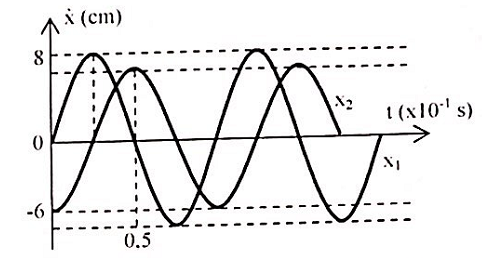 ẋ (cm)
8
x₂
t (x10⁻¹ s)
0
x₁
-6
0,5